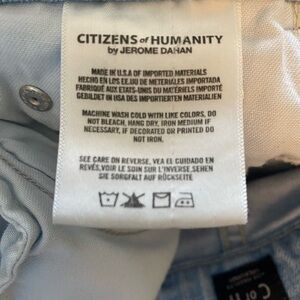 CITIZENS of HUMANITY
by JEROME DAHAN
MADE IN U.S.A OF IMPORTED MATERIALS
HECHO EN LOS EE.UU DE MATERIALES IMPORTADA
FABRIQUÉ AUX ETATS-UNIS DU MATÉRIELS IMPORTÉ
GEBILDET IN USA DES IMPORTIERTEN MATERIALIEN
MACHINE WASH COLD WITH LIKE COLORS, DO
NOT BLEACH, HANG DRY, IRON MEDIUM IF
NECESSARY, IF DECORATED OR PRINTED DO
NOT IRON.
SEE CARE ON REVERSE, VEA EL CUIDADO EN
REVÉS, VOIR LE SOIN SUR L'INVERSE, SEHEN
SIE SORGFALT AUF RÜCKSEITE